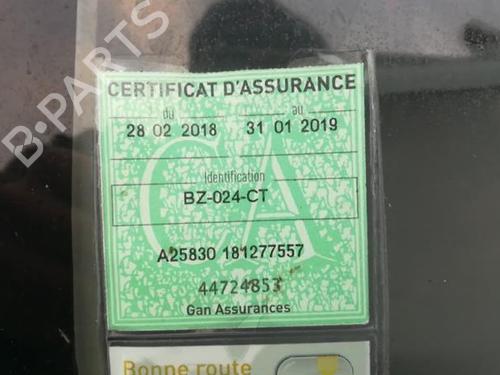 CERTIFICAT D'ASSURANCE
du au
28 02 2018 31 01 2019
Identification
BZ-024-CT
A25830 181277557
44724853
Gan Assurances
Bonne route
B-PARTS